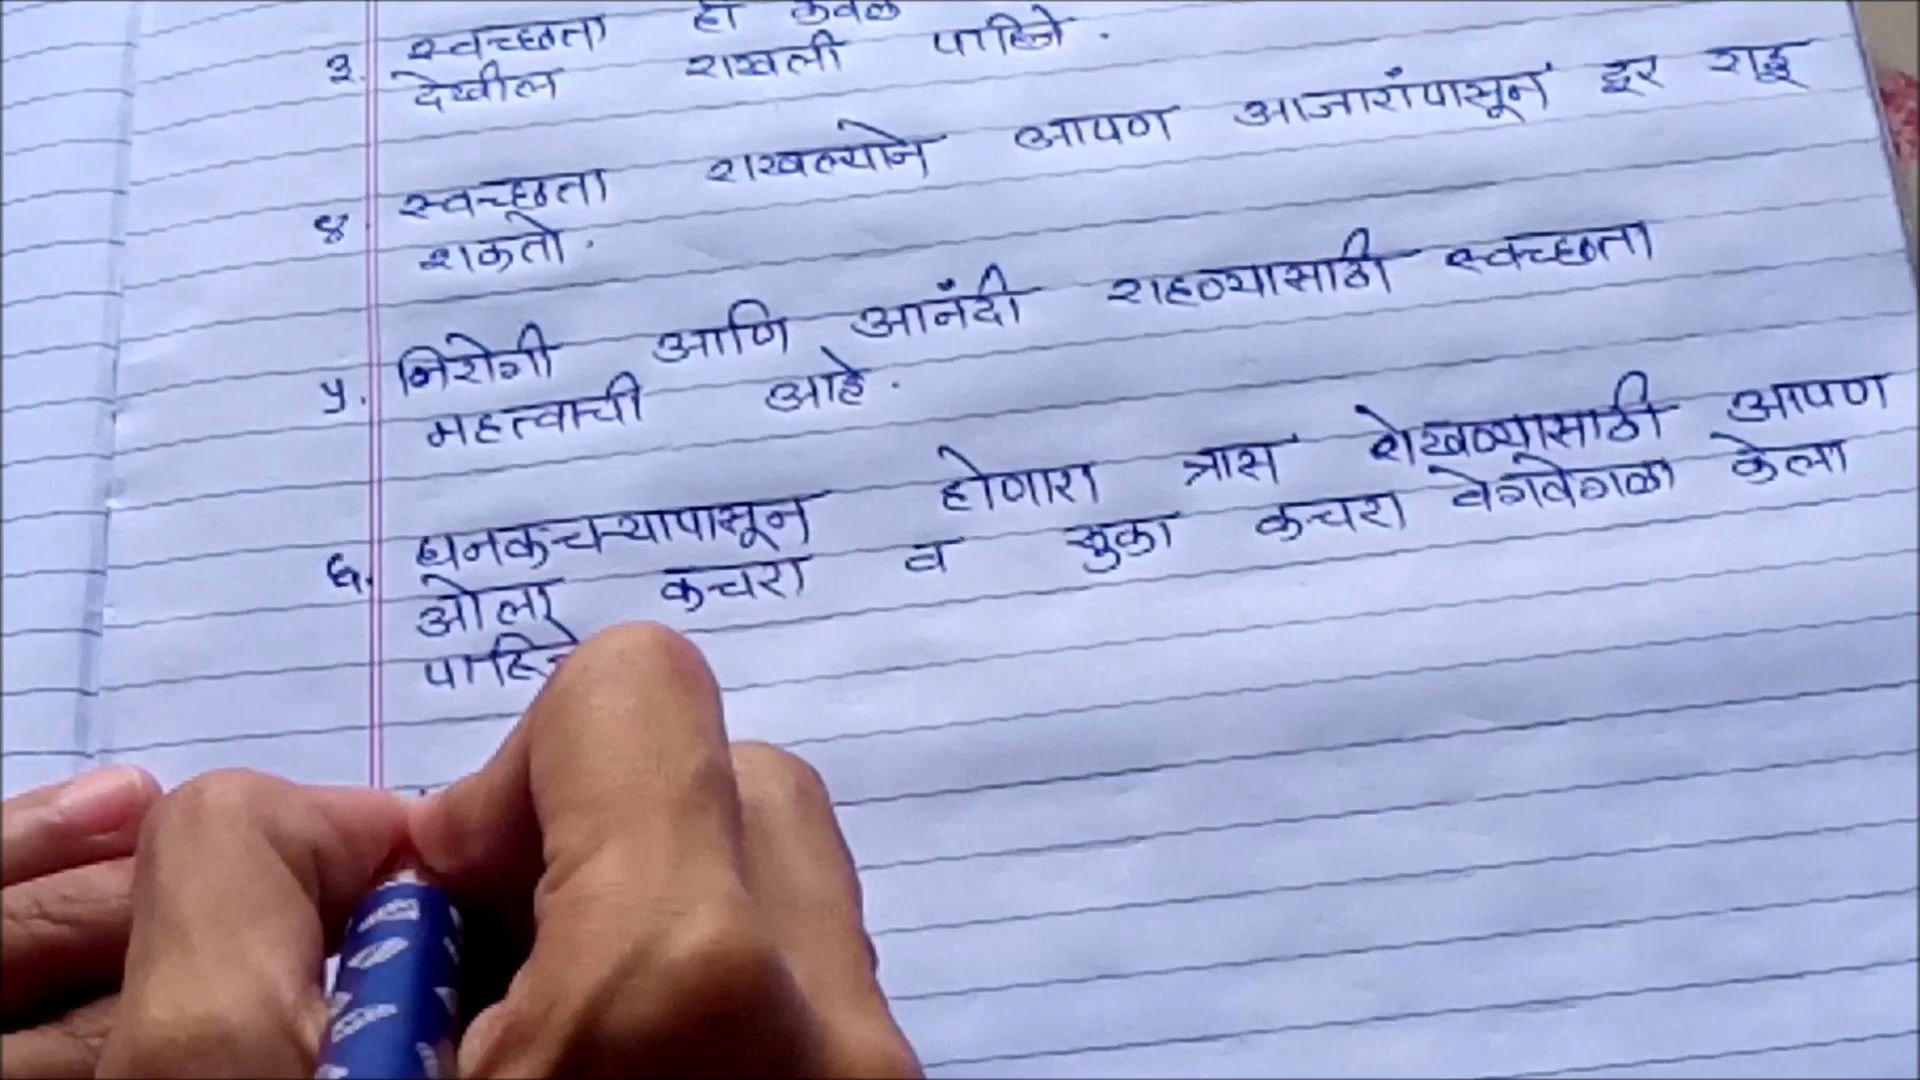 ३. स्वच्छता ही केवळ
देखील राखली पाहिजे.
४. स्वच्छता राखल्याने आपण आजारांपासून दूर राहू
शकतो.
५. निरोगी आणि आनंदी राहण्यासाठी स्वच्छता
महत्त्वाची आहे.
६. घनकचऱ्यापासून होणारा त्रास रोखण्यासाठी आपण
ओला कचरा व सुका कचरा वेगवेगळा केला
पाहिजे